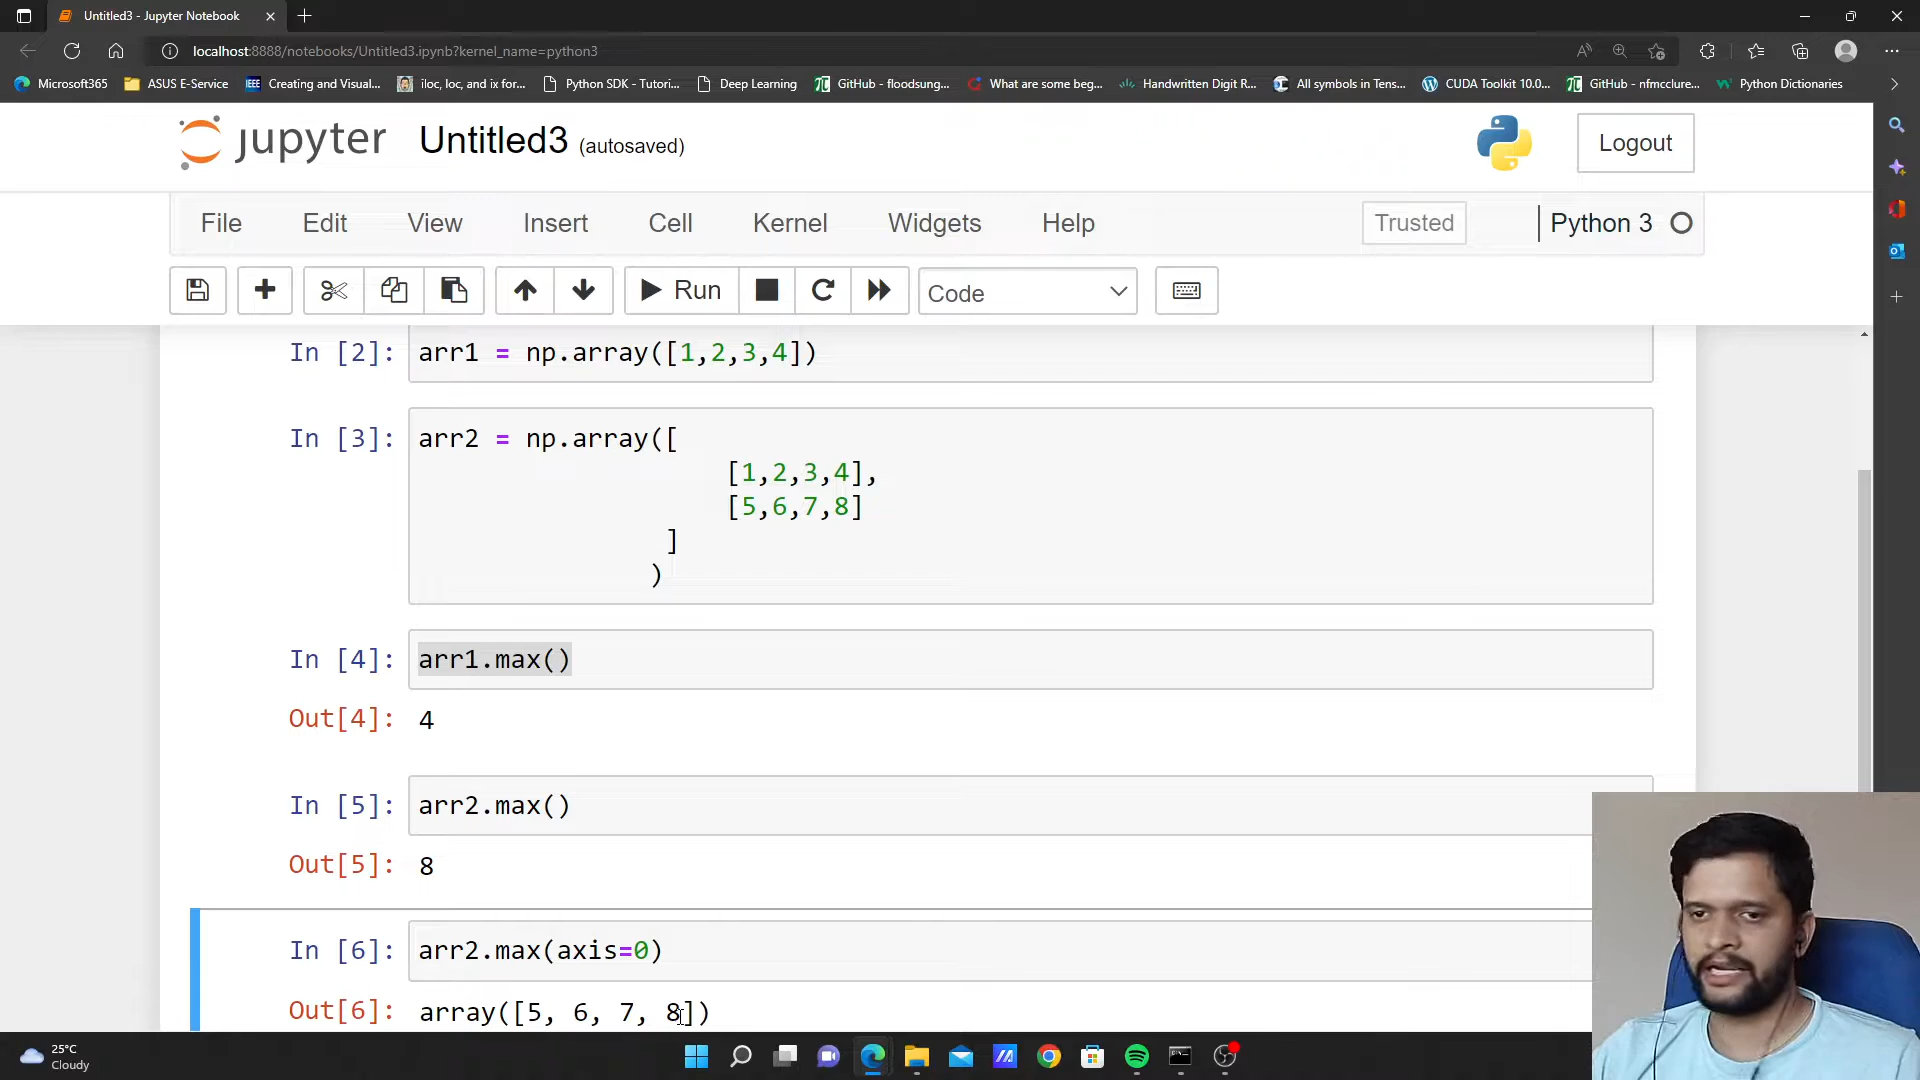 Untitled3 - Jupyter Notebook
localhost:8888/notebooks/Untitled3.ipynb?kernel_name=python3
Microsoft365 ASUS E-Service Creating and Visual... iloc, loc, and ix for... Python SDK - Tutori... Deep Learning GitHub - floodsung... What are some beg... Handwritten Digit R... All symbols in Tens... CUDA Toolkit 10.0... GitHub - nfmcclure... Python Dictionaries
jupyter Untitled3 (autosaved) Logout
File Edit View Insert Cell Kernel Widgets Help Trusted Python 3
Run Code
In [2]: arr1 = np.array([1,2,3,4])
In [3]: arr2 = np.array([
[1,2,3,4],
[5,6,7,8]
]
)
In [4]: arr1.max()
Out[4]: 4
In [5]: arr2.max()
Out[5]: 8
In [6]: arr2.max(axis=0)
Out[6]: array([5, 6, 7, 8])
25°C
Cloudy